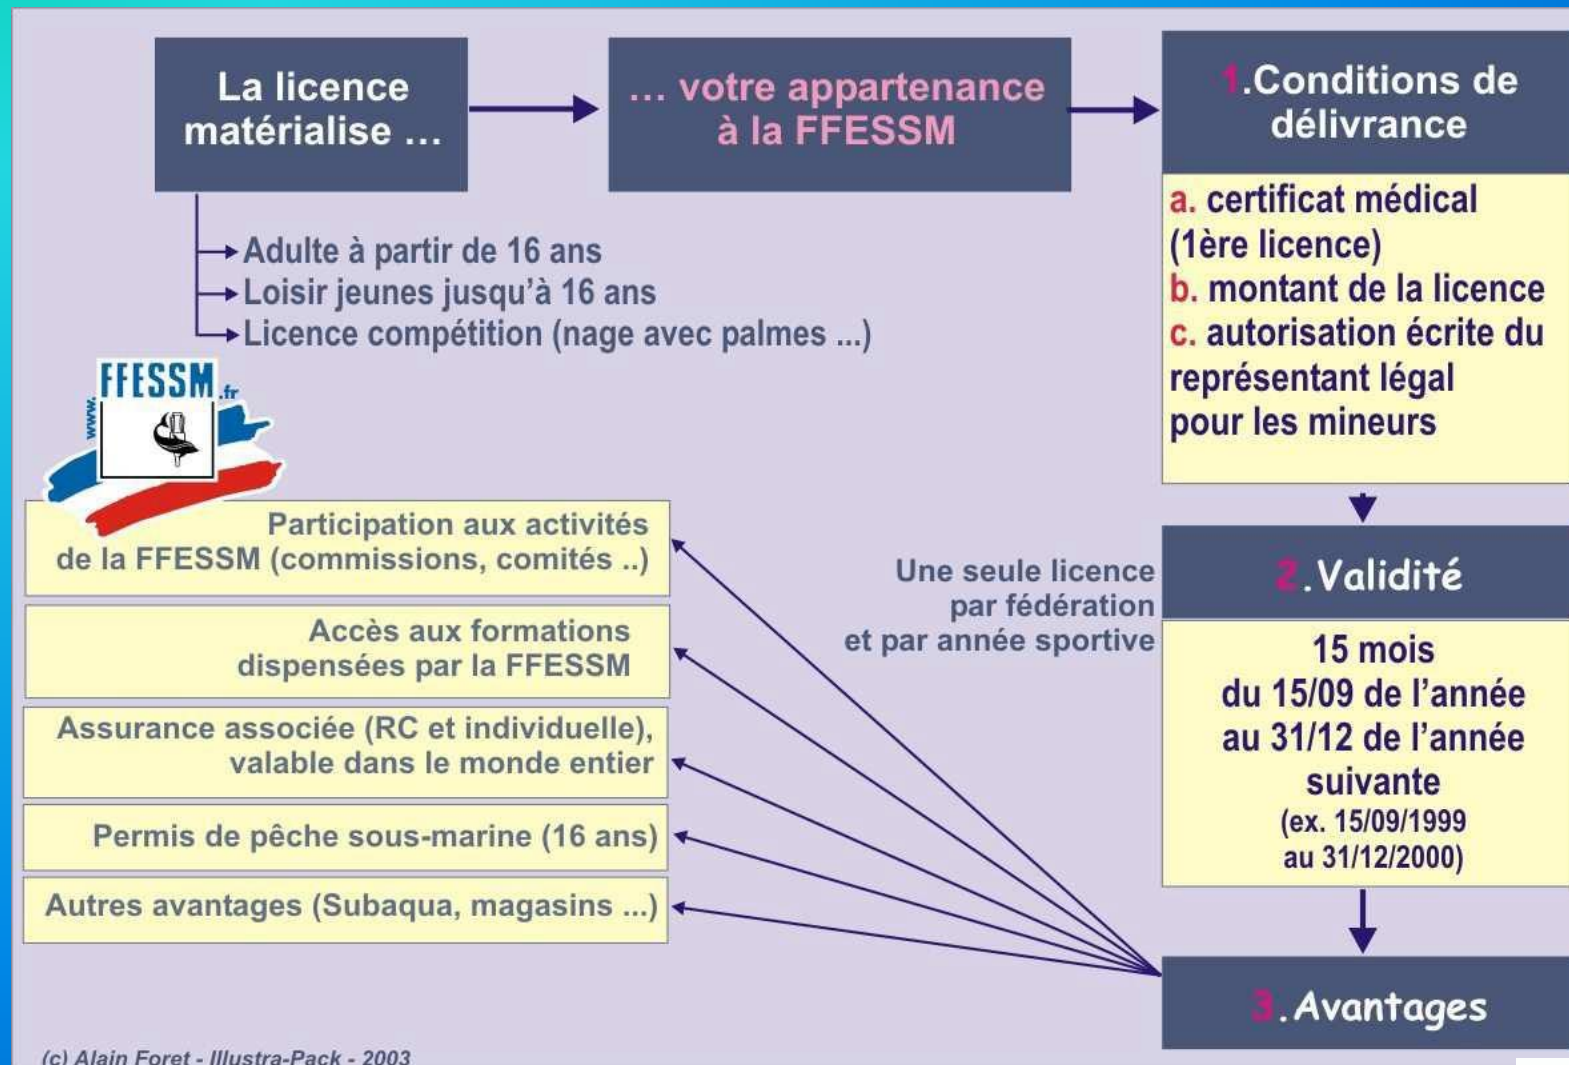 La licence
matérialise ...
... votre appartenance
à la FFESSM
1.Conditions de
délivrance
a. certificat médical
(1ère licence)
b. montant de la licence
c. autorisation écrite du
représentant légal
pour les mineurs
Adulte à partir de 16 ans
Loisir jeunes jusqu'à 16 ans
Licence compétition (nage avec palmes ...)
www.
FFESSM
.fr
Participation aux activités
de la FFESSM (commissions, comités ..)
Accès aux formations
dispensées par la FFESSM
Assurance associée (RC et individuelle),
valable dans le monde entier
Permis de pêche sous-marine (16 ans)
Autres avantages (Subaqua, magasins ...)
Une seule licence
par fédération
et par année sportive
2.Validité
15 mois
du 15/09 de l'année
au 31/12 de l'année
suivante
(ex. 15/09/1999
au 31/12/2000)
3.Avantages
(c) Alain Foret - Illustra-Pack - 2003